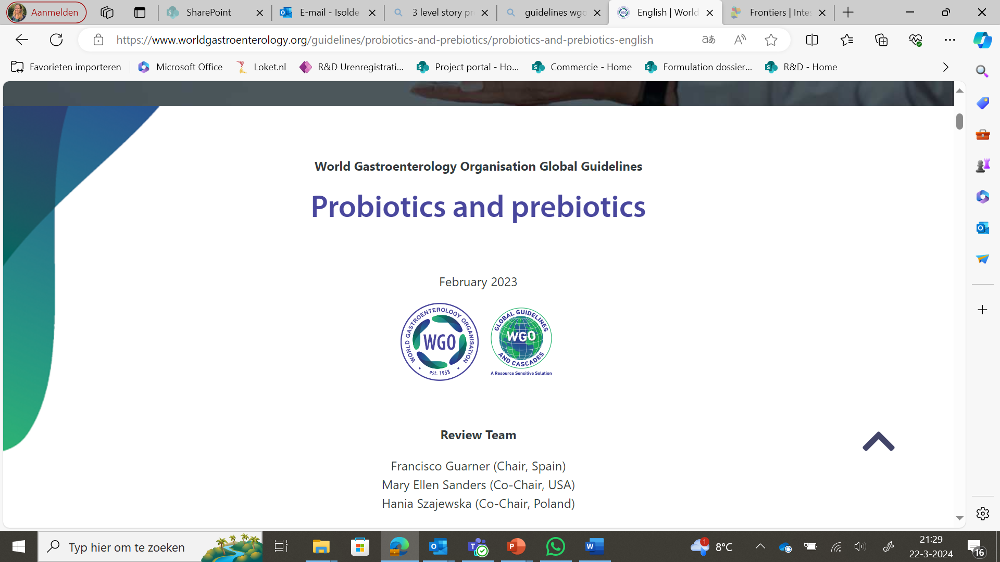 Aanmelden
SharePoint
E-mail - Isolde
3 level story pr
guidelines wgo
English | World
Frontiers | Intes
https://www.worldgastroenterology.org/guidelines/probiotics-and-prebiotics/probiotics-and-prebiotics-english
Favorieten importeren
Microsoft Office
Loket.nl
R&D Urenregistrati...
Project portal - Ho...
Commercie - Home
Formulation dossier...
R&D - Home
World Gastroenterology Organisation Global Guidelines
Probiotics and prebiotics
February 2023
WORLD GASTROENTEROLOGY ORGANISATION
WGO
est. 1958
GLOBAL GUIDELINES
WGO
AND CASCADES
A Resource Sensitive Solution
Review Team
Francisco Guarner (Chair, Spain)
Mary Ellen Sanders (Co-Chair, USA)
Hania Szajewska (Co-Chair, Poland)
Typ hier om te zoeken
1
8°C
21:29
22-3-2024
16